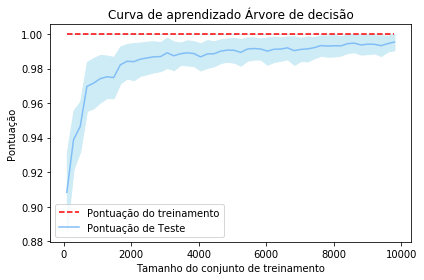 Curva de aprendizado Árvore de decisão
Pontuação
1.00
0.98
0.96
0.94
0.92
0.90
0.88
Pontuação do treinamento
Pontuação de Teste
0 2000 4000 6000 8000 10000
Tamanho do conjunto de treinamento